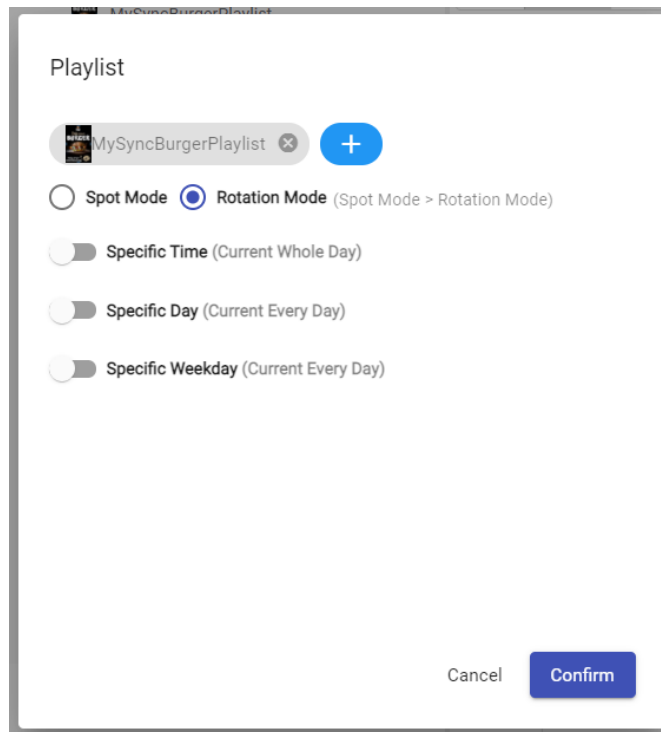 MySyncBurgerPlaylist
Playlist
MySyncBurgerPlaylist
Spot Mode Rotation Mode (Spot Mode > Rotation Mode)
Specific Time (Current Whole Day)
Specific Day (Current Every Day)
Specific Weekday (Current Every Day)
Cancel Confirm